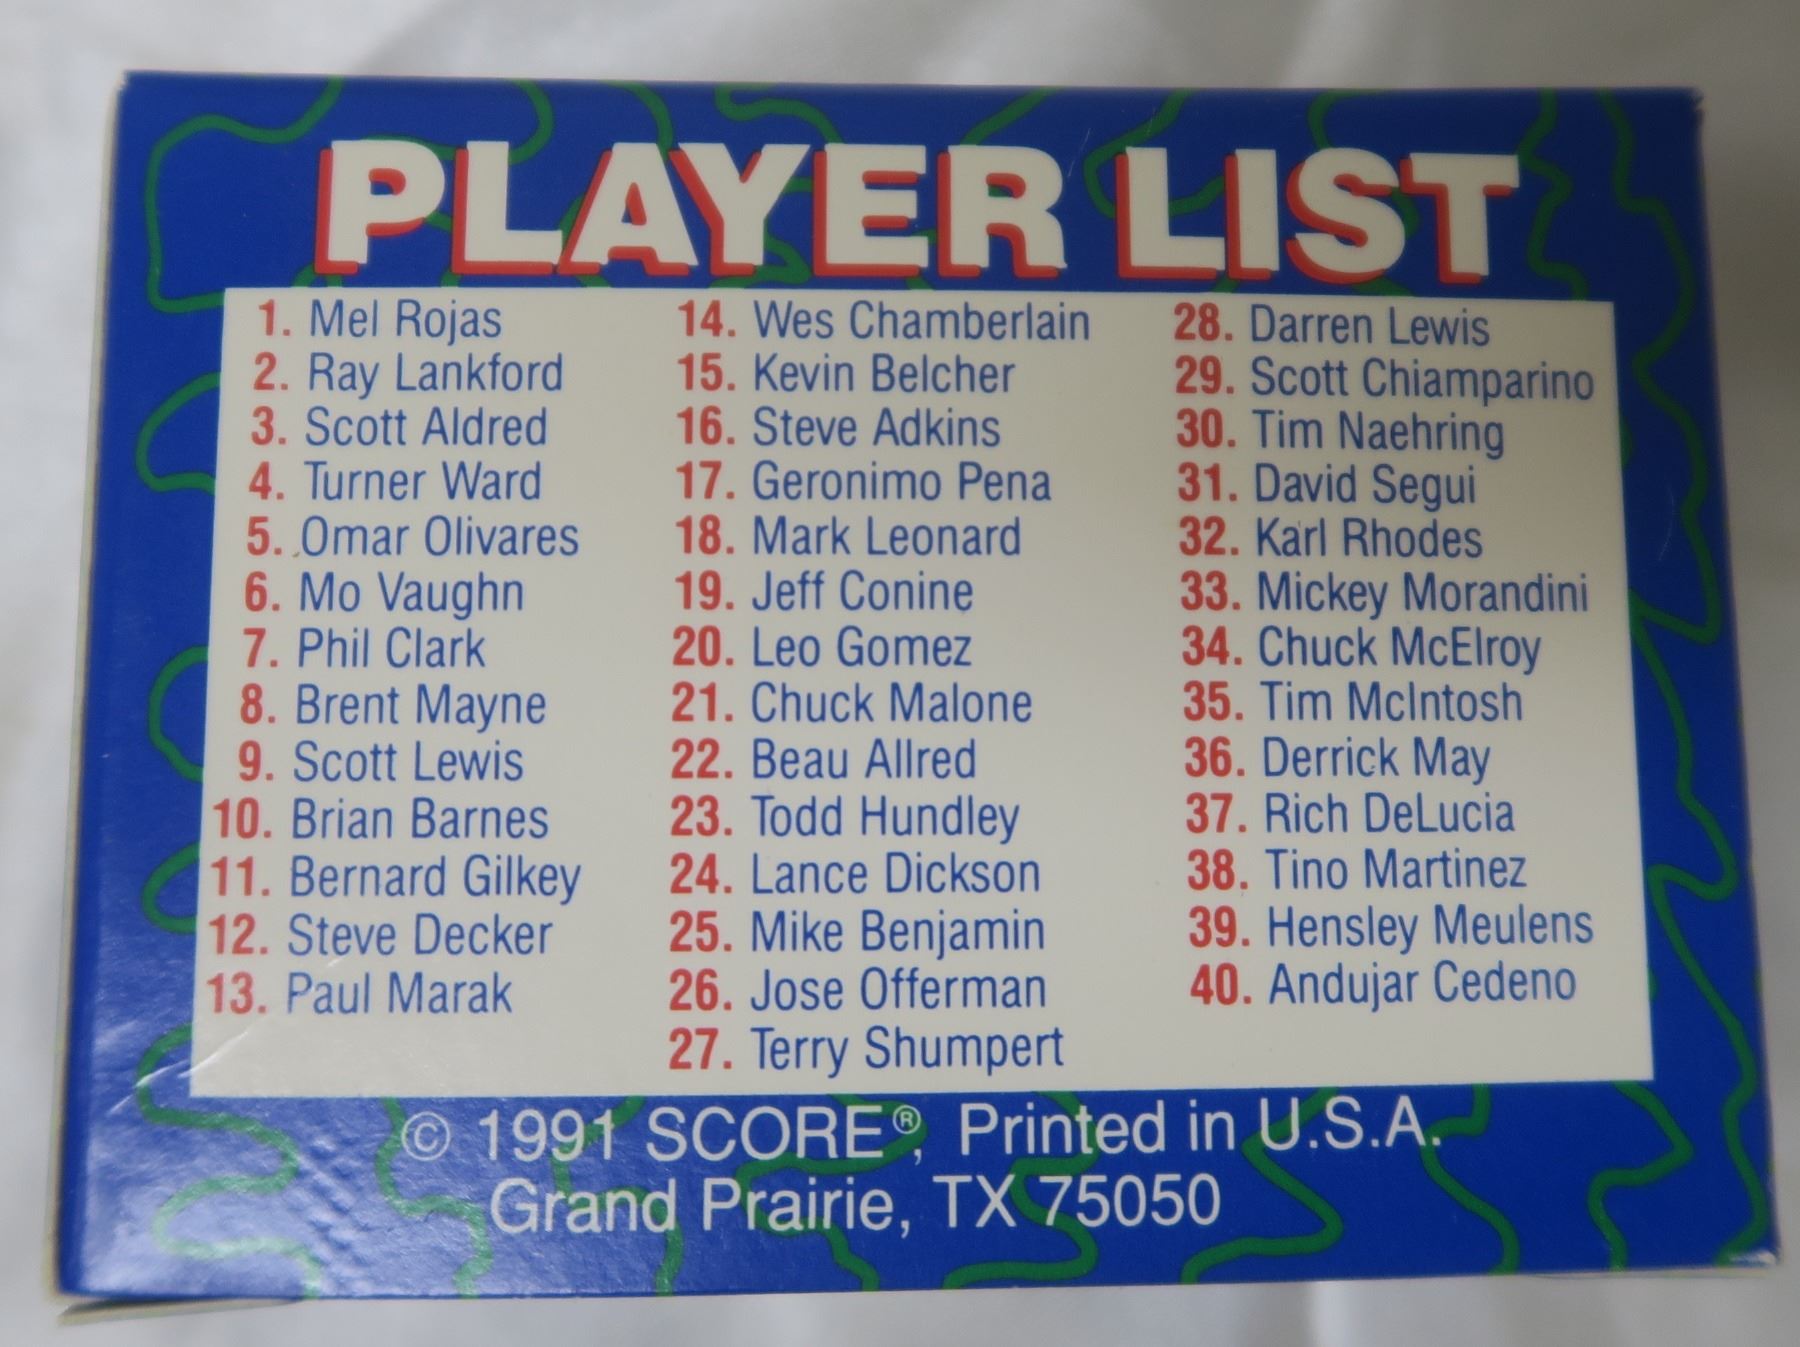 PLAYER LIST
1. Mel Rojas
2. Ray Lankford
3. Scott Aldred
4. Turner Ward
5. Omar Olivares
6. Mo Vaughn
7. Phil Clark
8. Brent Mayne
9. Scott Lewis
10. Brian Barnes
11. Bernard Gilkey
12. Steve Decker
13. Paul Marak
14. Wes Chamberlain
15. Kevin Belcher
16. Steve Adkins
17. Geronimo Pena
18. Mark Leonard
19. Jeff Conine
20. Leo Gomez
21. Chuck Malone
22. Beau Allred
23. Todd Hundley
24. Lance Dickson
25. Mike Benjamin
26. Jose Offerman
27. Terry Shumpert
28. Darren Lewis
29. Scott Chiamparino
30. Tim Naehring
31. David Segui
32. Karl Rhodes
33. Mickey Morandini
34. Chuck McElroy
35. Tim McIntosh
36. Derrick May
37. Rich DeLucia
38. Tino Martinez
39. Hensley Meulens
40. Andujar Cedeno
© 1991 SCORE®, Printed in U.S.A.
Grand Prairie, TX 75050